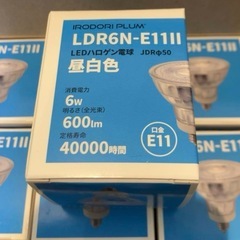 IRODORI PLUM
LDR6N-E11II
LEDハロゲン電球 JDRφ50
昼白色
消費電力
6W
明るさ(全光束)
600lm
定格寿命
40000時間
口金
E11